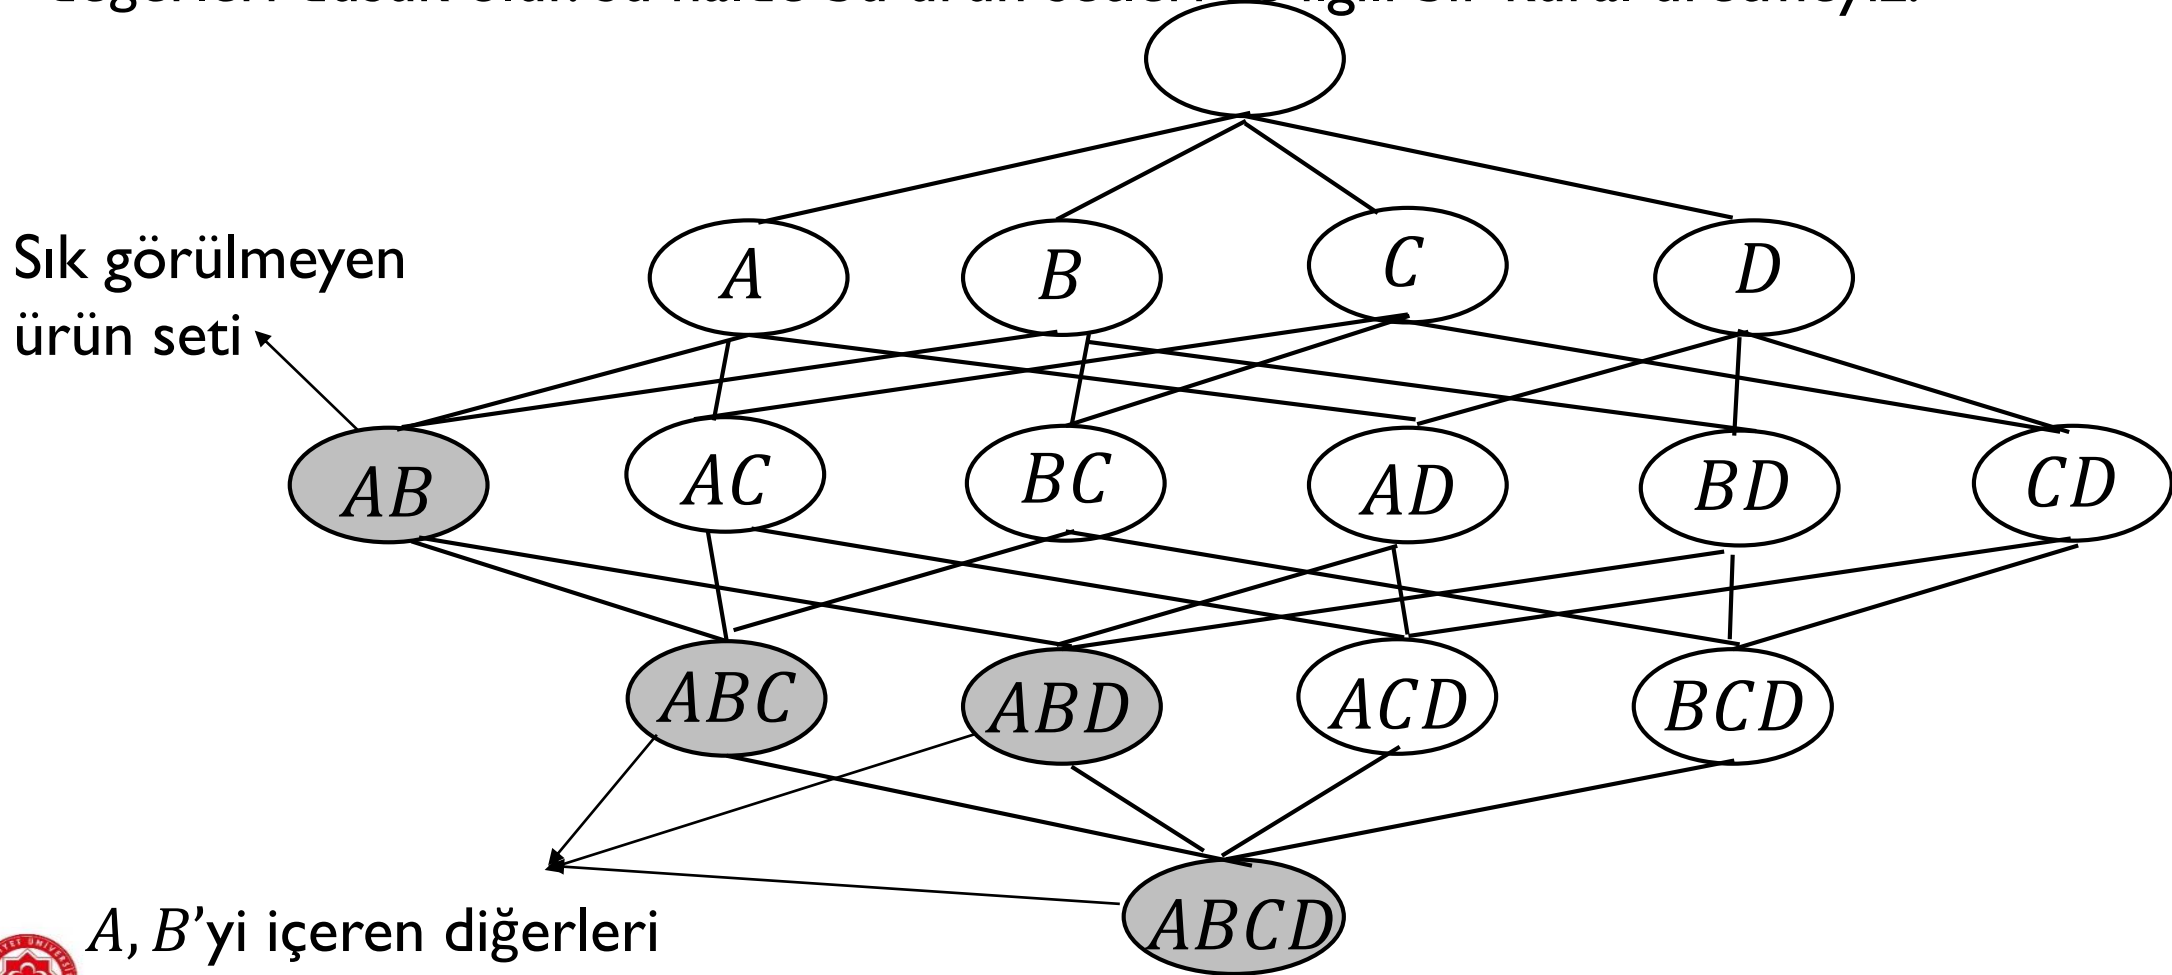 Sık görülmeyen
ürün seti
A
B
C
D
AB
AC
BC
AD
BD
CD
ABC
ABD
ACD
BCD
ABCD
A, B’yi içeren diğerleri